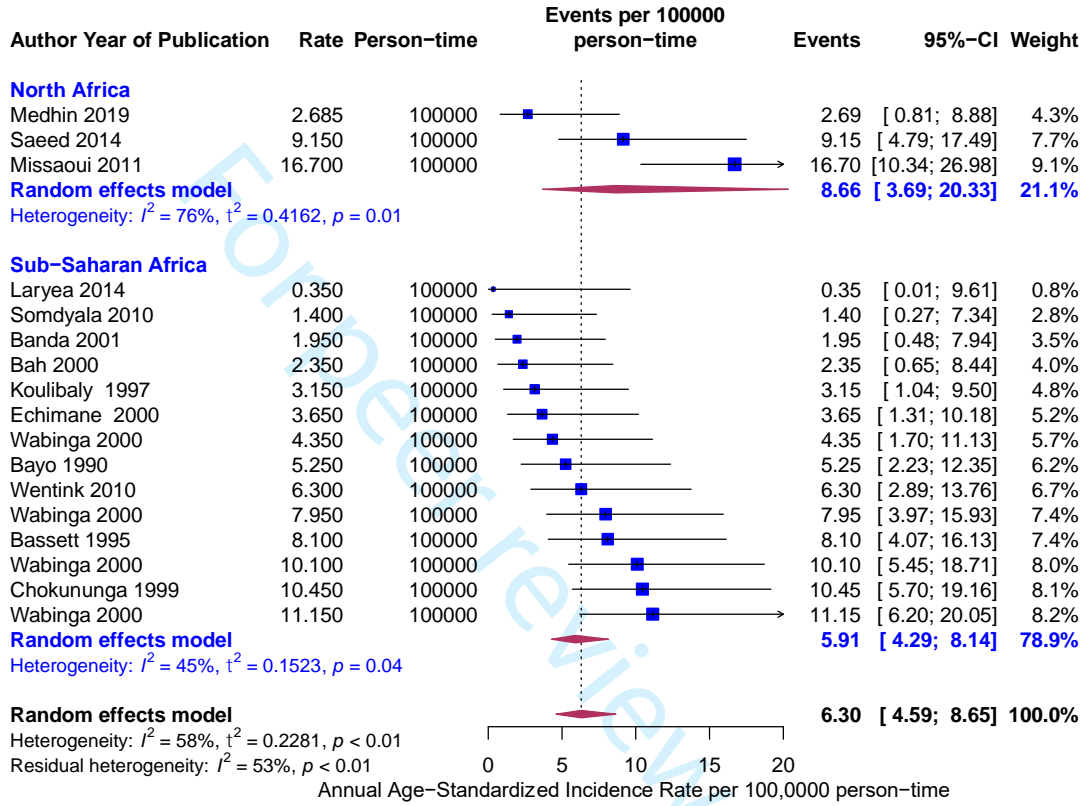 Events per 100000
Author Year of Publication Rate Person−time person−time Events 95%−CI Weight
North Africa
Medhin 2019 2.685 100000 2.69 [ 0.81; 8.88] 4.3%
Saeed 2014 9.150 100000 9.15 [ 4.79; 17.49] 7.7%
Missaoui 2011 16.700 100000 16.70 [10.34; 26.98] 9.1%
Random effects model 8.66 [ 3.69; 20.33] 21.1%
Heterogeneity: I² = 76%, τ² = 0.4162, p = 0.01
Sub−Saharan Africa
Laryea 2014 0.350 100000 0.35 [ 0.01; 9.61] 0.8%
Somdyala 2010 1.400 100000 1.40 [ 0.27; 7.34] 2.8%
Banda 2001 1.950 100000 1.95 [ 0.48; 7.94] 3.5%
Bah 2000 2.350 100000 2.35 [ 0.65; 8.44] 4.0%
Koulibaly 1997 3.150 100000 3.15 [ 1.04; 9.50] 4.8%
Echimane 2000 3.650 100000 3.65 [ 1.31; 10.18] 5.2%
Wabinga 2000 4.350 100000 4.35 [ 1.70; 11.13] 5.7%
Bayo 1990 5.250 100000 5.25 [ 2.23; 12.35] 6.2%
Wentink 2010 6.300 100000 6.30 [ 2.89; 13.76] 6.7%
Wabinga 2000 7.950 100000 7.95 [ 3.97; 15.93] 7.4%
Bassett 1995 8.100 100000 8.10 [ 4.07; 16.13] 7.4%
Wabinga 2000 10.100 100000 10.10 [ 5.45; 18.71] 8.0%
Chokununga 1999 10.450 100000 10.45 [ 5.70; 19.16] 8.1%
Wabinga 2000 11.150 100000 11.15 [ 6.20; 20.05] 8.2%
Random effects model 5.91 [ 4.29; 8.14] 78.9%
Heterogeneity: I² = 45%, τ² = 0.1523, p = 0.04
Random effects model 6.30 [ 4.59; 8.65] 100.0%
Heterogeneity: I² = 58%, τ² = 0.2281, p < 0.01
Residual heterogeneity: I² = 53%, p < 0.01
0 5 10 15 20
Annual Age−Standardized Incidence Rate per 100,0000 person−time
For peer review